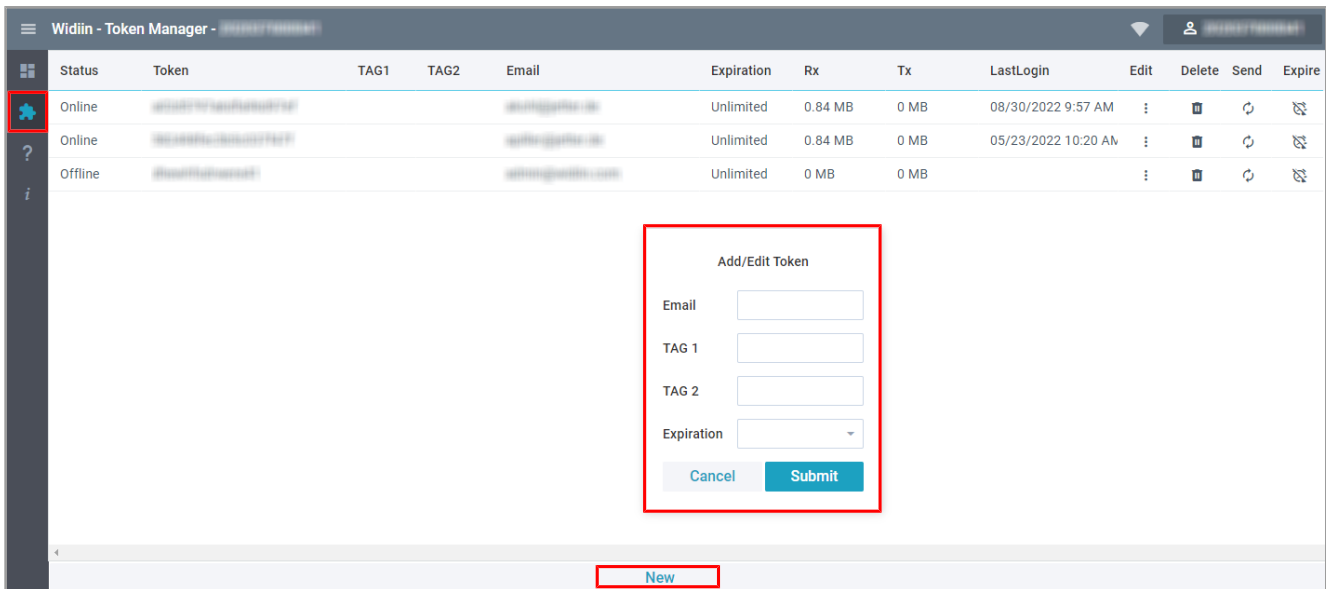 Widiin - Token Manager -
Status Token TAG1 TAG2 Email Expiration Rx Tx LastLogin Edit Delete Send Expire
Online Unlimited 0.84 MB 0 MB 08/30/2022 9:57 AM
Online Unlimited 0.84 MB 0 MB 05/23/2022 10:20 AM
Offline Unlimited 0 MB 0 MB
?
i
Add/Edit Token
Email
TAG 1
TAG 2
Expiration
Cancel Submit
New